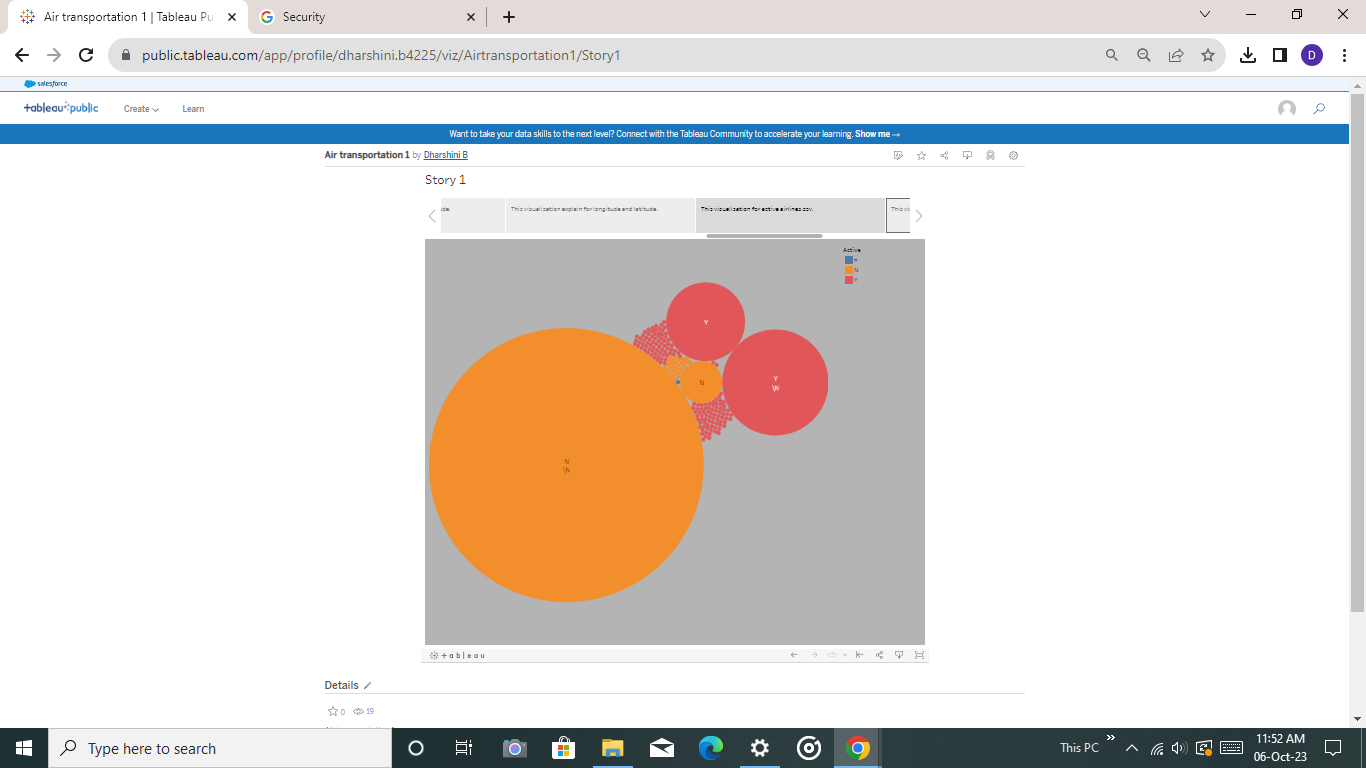 Air transportation 1 | Tableau Pu
Security
public.tableau.com/app/profile/dharshini.b4225/viz/Airtransportation1/Story1
D
salesforce
+ableau public
Create
Learn
Want to take your data skills to the next level? Connect with the Tableau Community to accelerate your learning. Show me →
Air transportation 1 by Dharshini B
Story 1
de.
This visualisation explain for longitude and latitude.
This visualisation for active airlines.csv.
This vi
Active
n
N
Y
Y
N
Y
\N
N
\N
+ableau
Details
0
19
Type here to search
This PC
11:52 AM
06-Oct-23